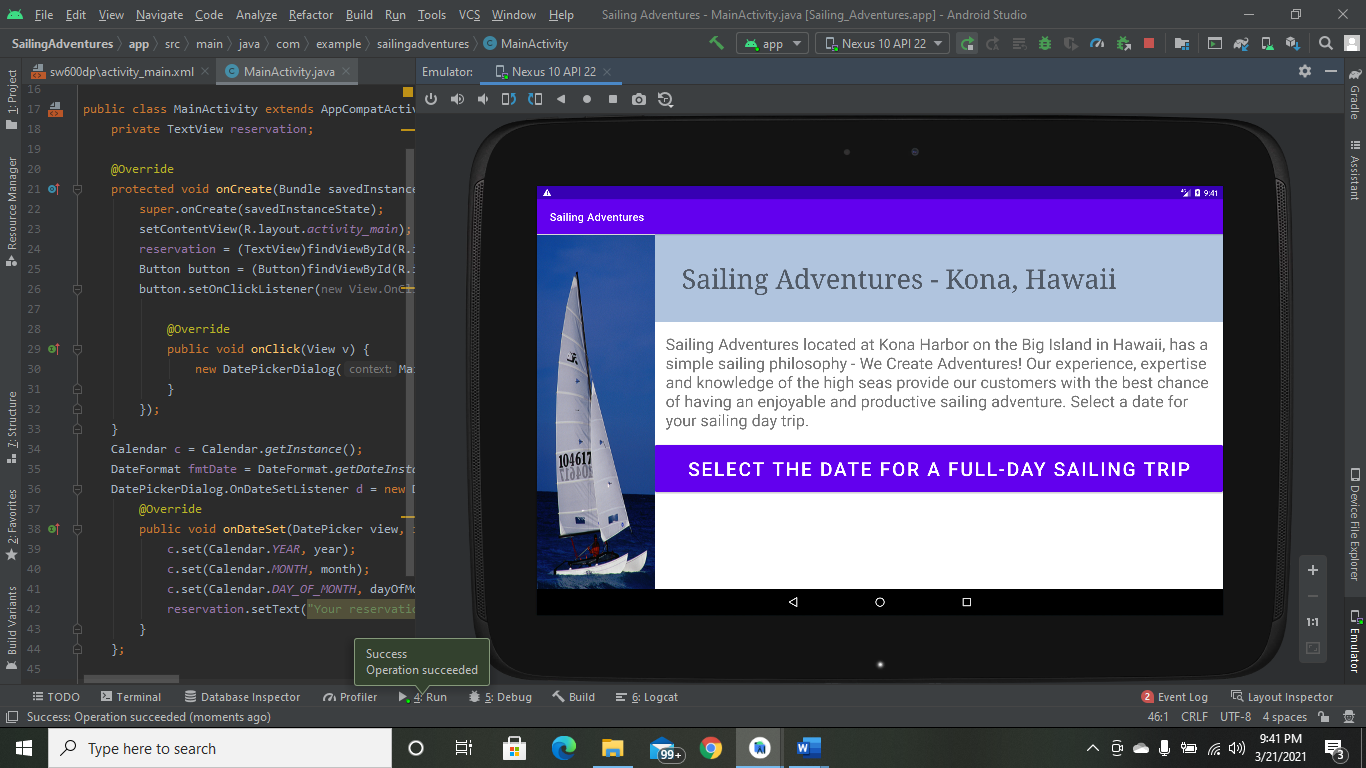 File Edit View Navigate Code Analyze Refactor Build Run Tools VCS Window Help Sailing Adventures - MainActivity.java [Sailing_Adventures.app] - Android Studio
SailingAdventures app src main java com example sailingadventures MainActivity app Nexus 10 API 22
sw600dp\activity_main.xml MainActivity.java Emulator: Nexus 10 API 22
1: Project
Resource Manager
7: Structure
2: Favorites
Build Variants
16
17 public class MainActivity extends AppCompatActiv
18 private TextView reservation;
19
20 @Override
21 protected void onCreate(Bundle savedInstance
22 super.onCreate(savedInstanceState);
23 setContentView(R.layout.activity_main);
24 reservation = (TextView)findViewById(R.
25 Button button = (Button)findViewById(R.
26 button.setOnClickListener(new View.OnCl
27
28 @Override
29 public void onClick(View v) {
30 new DatePickerDialog( context: Ma
31 }
32 });
33 }
34 Calendar c = Calendar.getInstance();
35 DateFormat fmtDate = DateFormat.getDateInsta
36 DatePickerDialog.OnDateSetListener d = new D
37 @Override
38 public void onDateSet(DatePicker view,
39 c.set(Calendar.YEAR, year);
40 c.set(Calendar.MONTH, month);
41 c.set(Calendar.DAY_OF_MONTH, dayOfMo
42 reservation.setText("Your reservatio
43 }
44 };
45
9:41
Sailing Adventures
Sailing Adventures - Kona, Hawaii
Sailing Adventures located at Kona Harbor on the Big Island in Hawaii, has a
simple sailing philosophy - We Create Adventures! Our experience, expertise
and knowledge of the high seas provide our customers with the best chance
of having an enjoyable and productive sailing adventure. Select a date for
your sailing day trip.
SELECT THE DATE FOR A FULL-DAY SAILING TRIP
104617
104617
Gradle
Assistant
Device File Explorer
Emulator
1:1
Success
Operation succeeded
TODO Terminal Database Inspector Profiler 4: Run 5: Debug Build 6: Logcat 2 Event Log Layout Inspector
Success: Operation succeeded (moments ago) 46:1 CRLF UTF-8 4 spaces
Type here to search 99+ 9:41 PM
3/21/2021 3